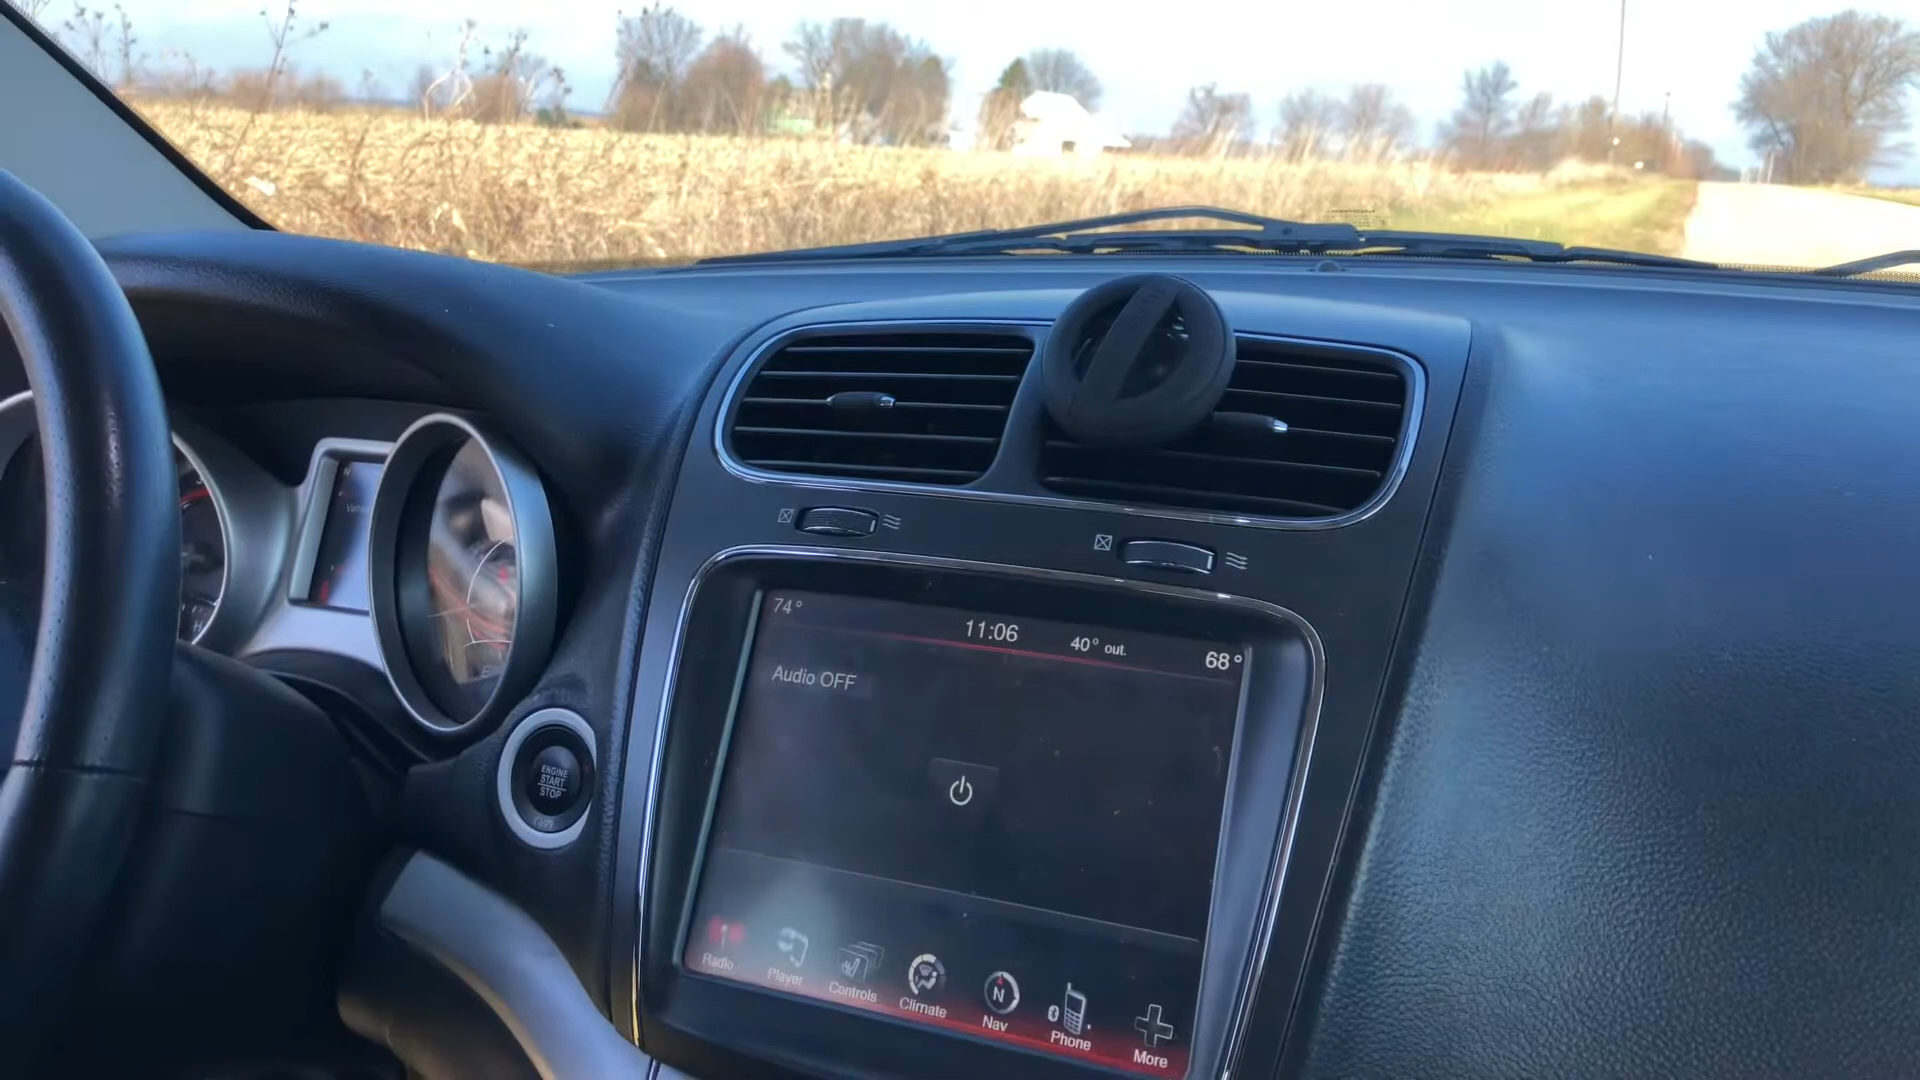 74°
11:06
40° out.
68°
Audio OFF
ENGINE
START
STOP
Radio
Player
Controls
Climate
N
Nav
Phone
More
H
E